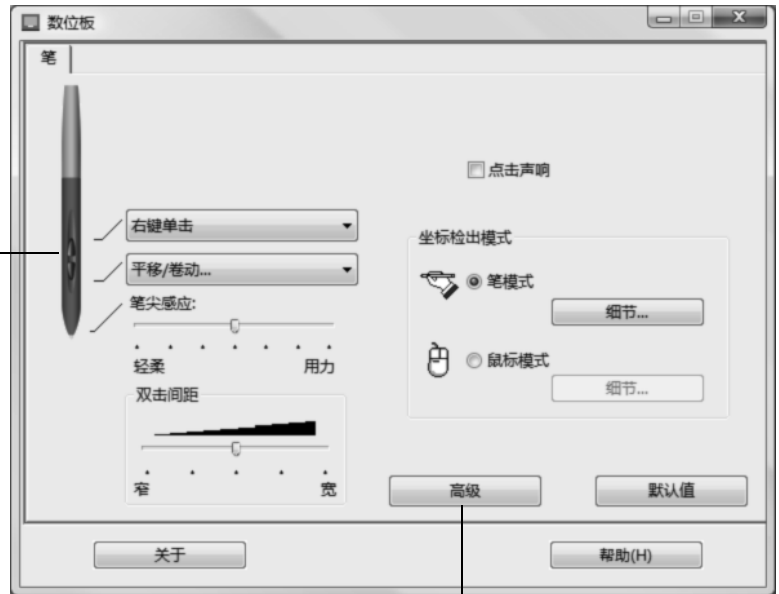 数位板
笔
点击声响
右键单击
平移/卷动...
笔尖感应:
轻柔 用力
双击间距
窄 宽
坐标检出模式
笔模式
细节...
鼠标模式
细节...
高级
默认值
关于
帮助(H)